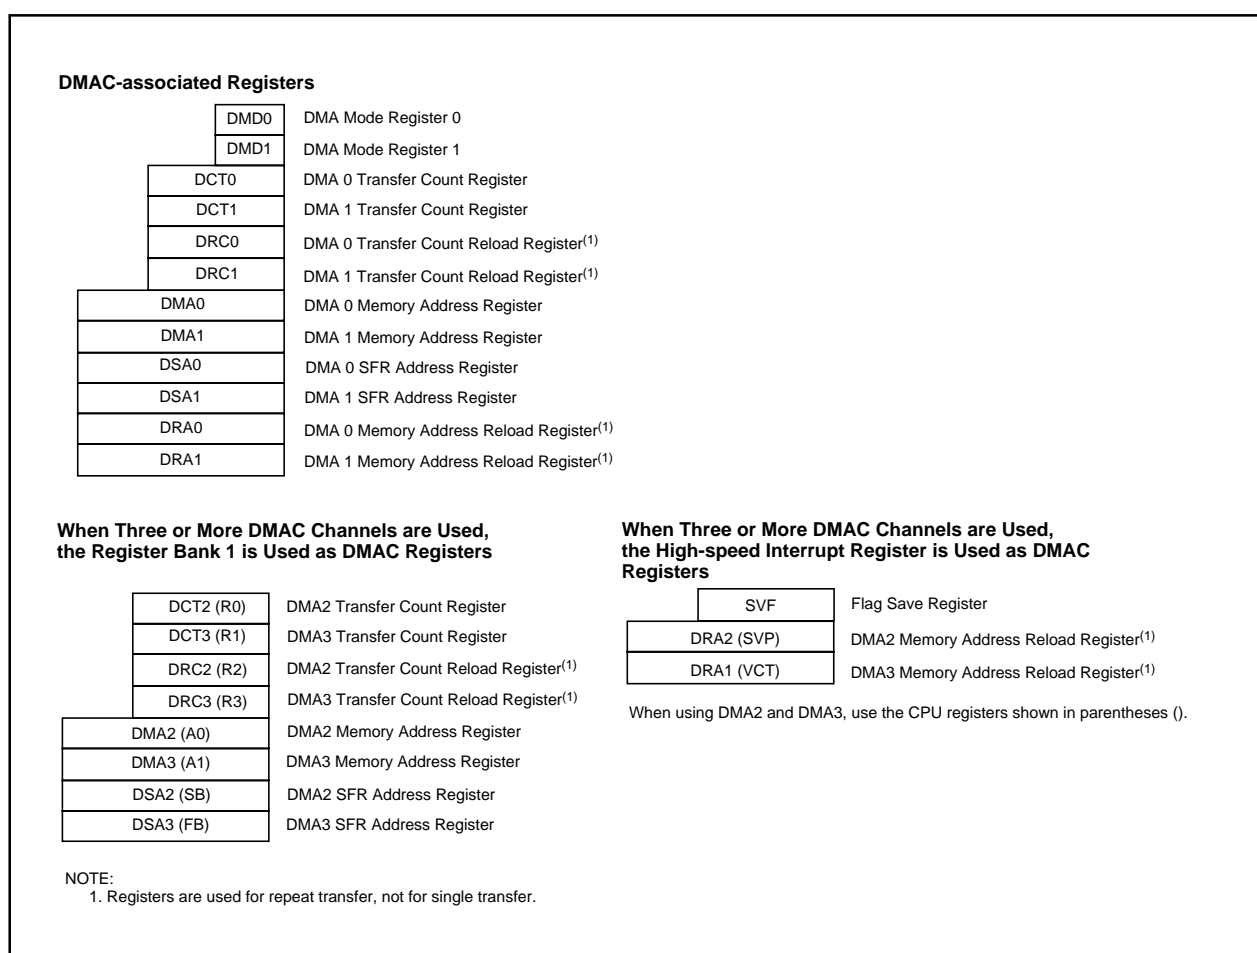 DMAC-associated Registers
DMD0 DMA Mode Register 0
DMD1 DMA Mode Register 1
DCT0 DMA 0 Transfer Count Register
DCT1 DMA 1 Transfer Count Register
DRC0 DMA 0 Transfer Count Reload Register(1)
DRC1 DMA 1 Transfer Count Reload Register(1)
DMA0 DMA 0 Memory Address Register
DMA1 DMA 1 Memory Address Register
DSA0 DMA 0 SFR Address Register
DSA1 DMA 1 SFR Address Register
DRA0 DMA 0 Memory Address Reload Register(1)
DRA1 DMA 1 Memory Address Reload Register(1)
When Three or More DMAC Channels are Used,
the Register Bank 1 is Used as DMAC Registers
DCT2 (R0) DMA2 Transfer Count Register
DCT3 (R1) DMA3 Transfer Count Register
DRC2 (R2) DMA2 Transfer Count Reload Register(1)
DRC3 (R3) DMA3 Transfer Count Reload Register(1)
DMA2 (A0) DMA2 Memory Address Register
DMA3 (A1) DMA3 Memory Address Register
DSA2 (SB) DMA2 SFR Address Register
DSA3 (FB) DMA3 SFR Address Register
When Three or More DMAC Channels are Used,
the High-speed Interrupt Register is Used as DMAC
Registers
SVF Flag Save Register
DRA2 (SVP) DMA2 Memory Address Reload Register(1)
DRA1 (VCT) DMA3 Memory Address Reload Register(1)
When using DMA2 and DMA3, use the CPU registers shown in parentheses ().
NOTE:
1. Registers are used for repeat transfer, not for single transfer.